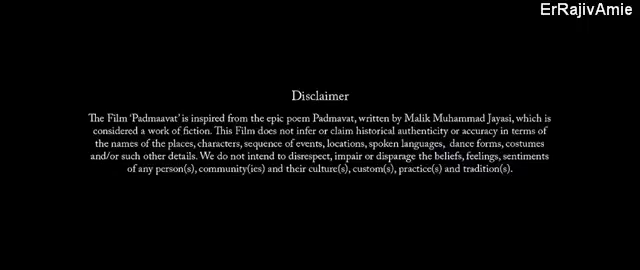 ErRajivAmie
Disclaimer
The Film ‘Padmaavat’ is inspired from the epic poem Padmavat, written by Malik Muhammad Jayasi, which is
considered a work of fiction. This Film does not infer or claim historical authenticity or accuracy in terms of
the names of the places, characters, sequence of events, locations, spoken languages, dance forms, costumes
and/or such other details. We do not intend to disrespect, impair or disparage the beliefs, feelings, sentiments
of any person(s), community(ies) and their culture(s), custom(s), practice(s) and tradition(s).